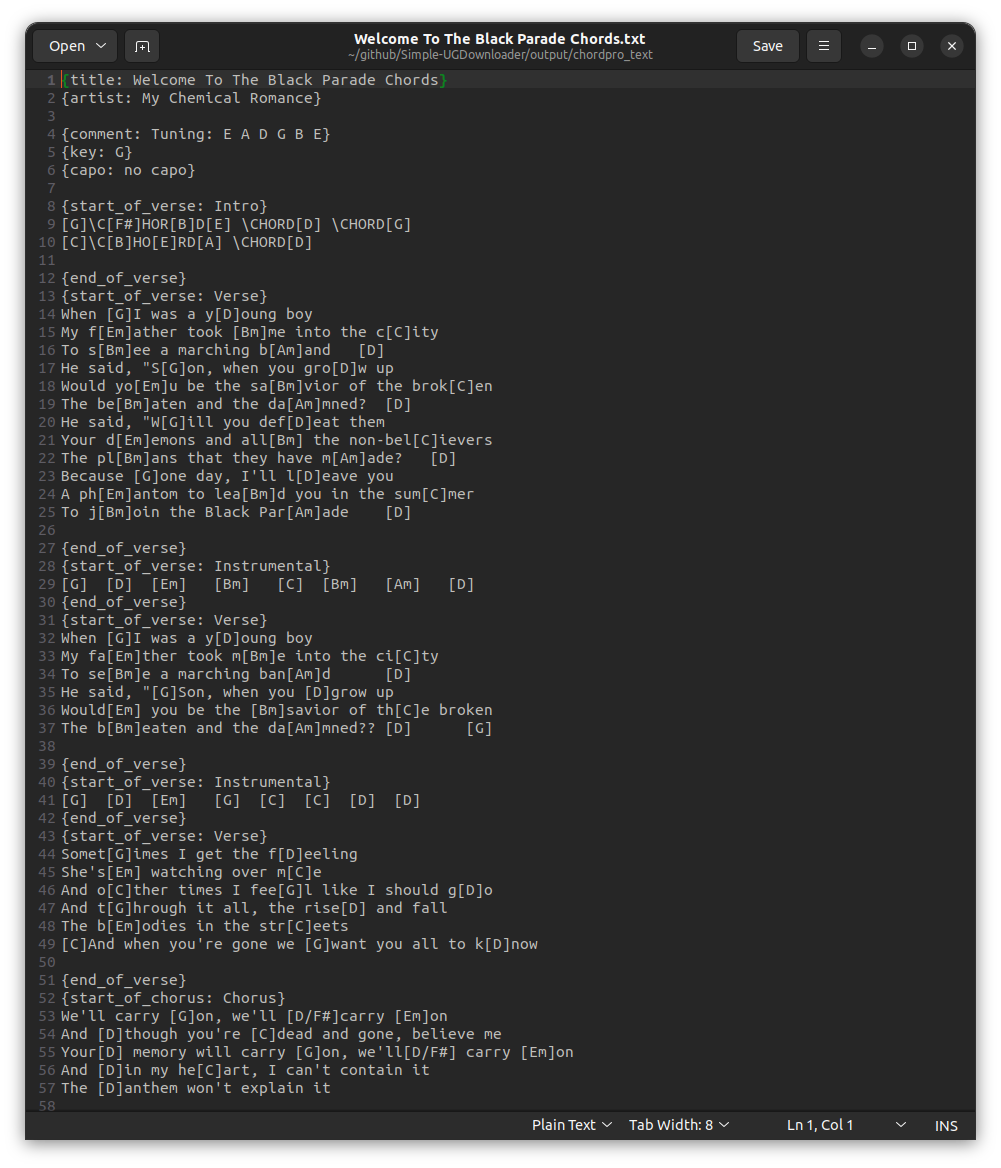 Open
Welcome To The Black Parade Chords.txt
~/github/Simple-UGDownloader/output/chordpro_text
Save
1 {title: Welcome To The Black Parade Chords}
2 {artist: My Chemical Romance}
3
4 {comment: Tuning: E A D G B E}
5 {key: G}
6 {capo: no capo}
7
8 {start_of_verse: Intro}
9 [G]\C[F#]HOR[B]D[E] \CHORD[D] \CHORD[G]
10 [C]\C[B]HO[E]RD[A] \CHORD[D]
11
12 {end_of_verse}
13 {start_of_verse: Verse}
14 When [G]I was a y[D]oung boy
15 My f[Em]ather took [Bm]me into the c[C]ity
16 To s[Bm]ee a marching b[Am]and   [D]
17 He said, "S[G]on, when you gro[D]w up
18 Would yo[Em]u be the sa[Bm]vior of the brok[C]en
19 The be[Bm]aten and the da[Am]mned?  [D]
20 He said, "W[G]ill you def[D]eat them
21 Your d[Em]emons and all[Bm] the non-bel[C]ievers
22 The pl[Bm]ans that they have m[Am]ade?   [D]
23 Because [G]one day, I'll l[D]eave you
24 A ph[Em]antom to lea[Bm]d you in the sum[C]mer
25 To j[Bm]oin the Black Par[Am]ade    [D]
26
27 {end_of_verse}
28 {start_of_verse: Instrumental}
29 [G]  [D]  [Em]   [Bm]   [C]  [Bm]   [Am]   [D]
30 {end_of_verse}
31 {start_of_verse: Verse}
32 When [G]I was a y[D]oung boy
33 My fa[Em]ther took m[Bm]e into the ci[C]ty
34 To se[Bm]e a marching ban[Am]d      [D]
35 He said, "[G]Son, when you [D]grow up
36 Would[Em] you be the [Bm]savior of th[C]e broken
37 The b[Bm]eaten and the da[Am]mned?? [D]      [G]
38
39 {end_of_verse}
40 {start_of_verse: Instrumental}
41 [G]  [D]  [Em]   [G]  [C]  [C]  [D]  [D]
42 {end_of_verse}
43 {start_of_verse: Verse}
44 Somet[G]imes I get the f[D]eeling
45 She's[Em] watching over m[C]e
46 And o[C]ther times I fee[G]l like I should g[D]o
47 And t[G]hrough it all, the rise[D] and fall
48 The b[Em]odies in the str[C]eets
49 [C]And when you're gone we [G]want you all to k[D]now
50
51 {end_of_verse}
52 {start_of_chorus: Chorus}
53 We'll carry [G]on, we'll [D/F#]carry [Em]on
54 And [D]though you're [C]dead and gone, believe me
55 Your[D] memory will carry [G]on, we'll[D/F#] carry [Em]on
56 And [D]in my he[C]art, I can't contain it
57 The [D]anthem won't explain it
58
Plain Text
Tab Width: 8
Ln 1, Col 1
INS